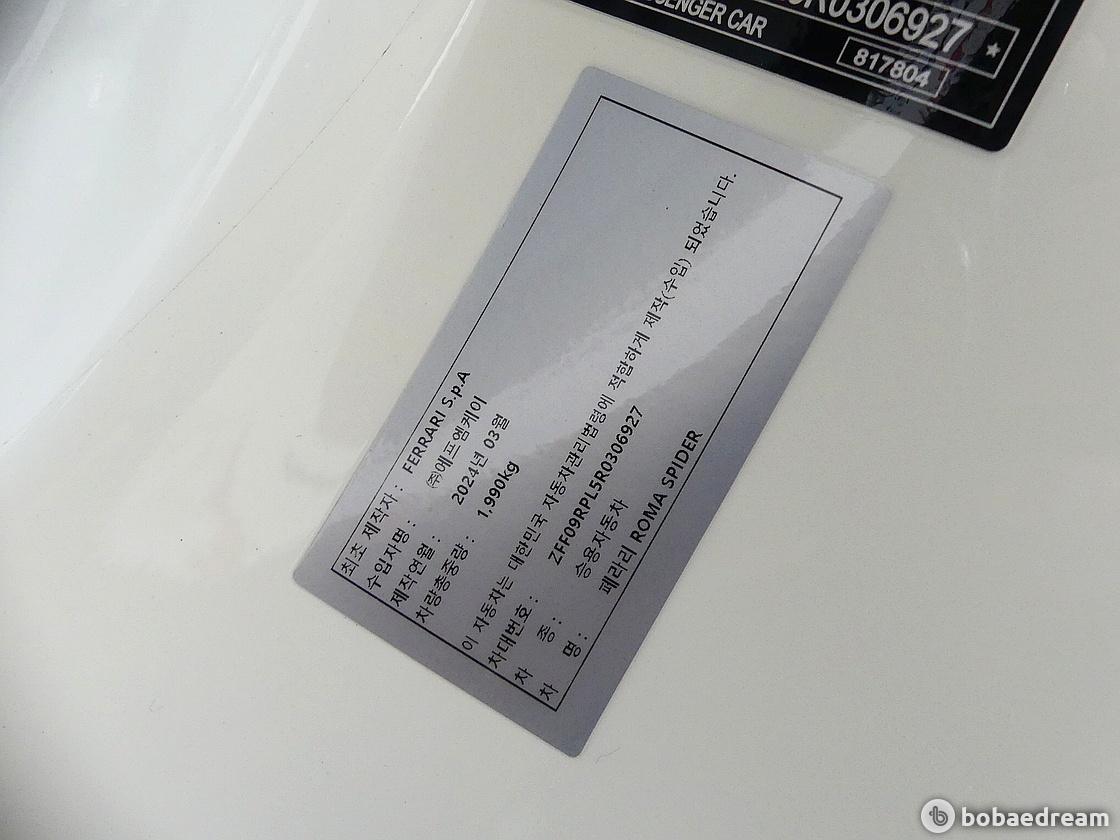 R0306927 ★
SENGER CAR
817804
최초 제작자 : FERRARI S.p.A
수입자명 : ㈜에프엠케이
제작연월 : 2024년 03월
차량총중량 : 1,990kg
이 자동차는 대한민국 자동차관리법령에 적합하게 제작(수입) 되었습니다.
차대번호 : ZFF09RPL5R0306927
차 종 : 승용자동차
차 명 : 페라리 ROMA SPIDER
bobaedream